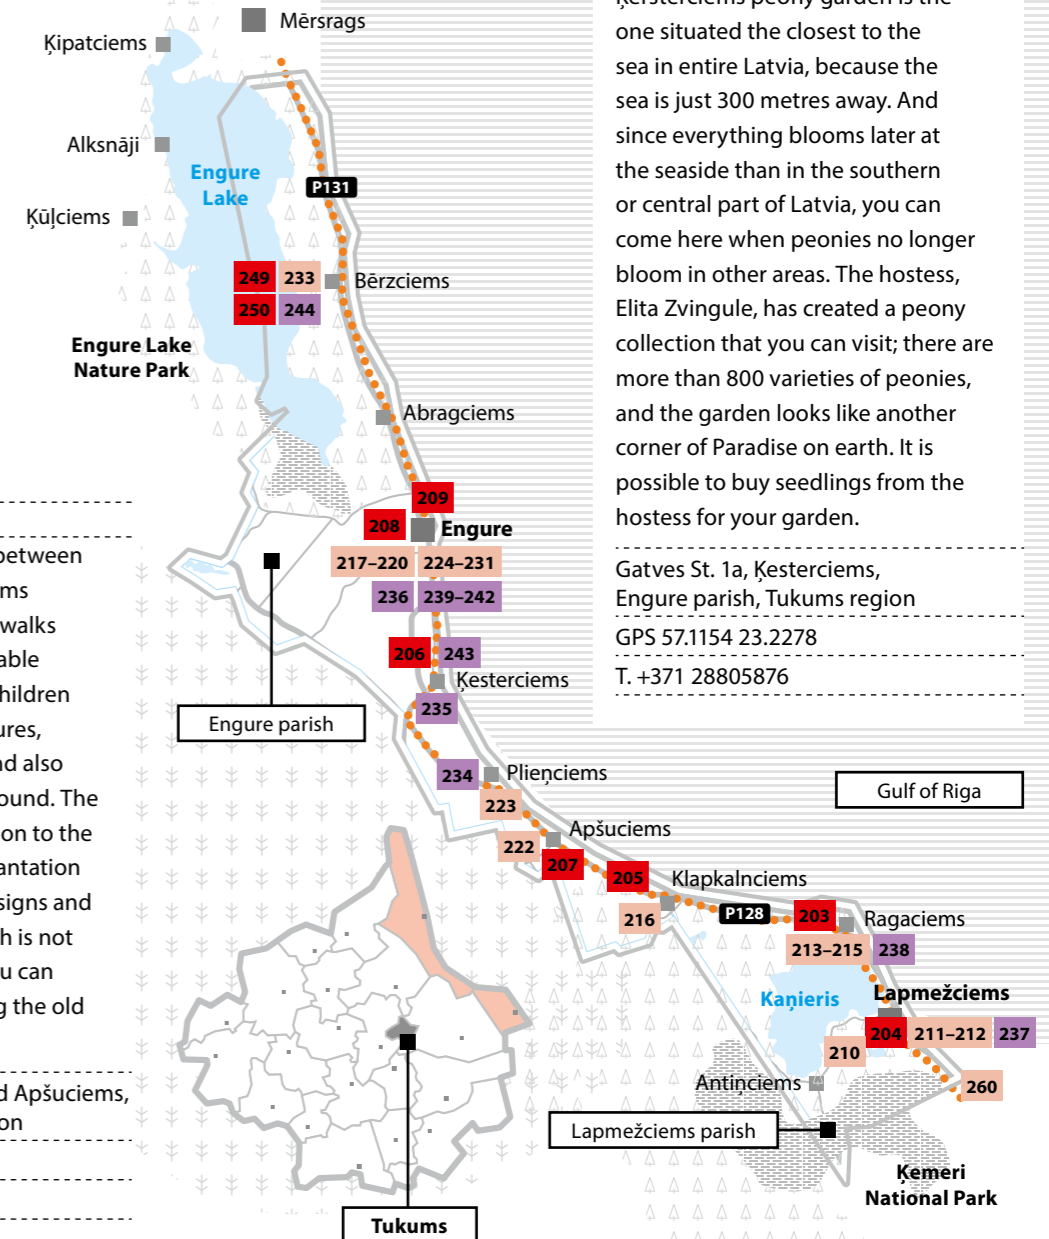 Mērsrags
Ķipatciems
Alksnāji
Engure
Lake
P131
Ķūļciems
249 233
Bērzciems
250 244
Engure Lake
Nature Park
Abragciems
209
208
Engure
217–220 224–231
236 239–242
206 243
Ķesterciems
235
Engure parish
234
Plieņciems
223
Apšuciems
222
207
205
Klapkalnciems
216
P128
203
Ragaciems
213–215 238
Kaņieris
Lapmežciems
204 211–212 237
210
Antiņciems
260
Lapmežciems parish
Ķemeri
National Park
Tukums
Gulf of Riga
Ķersterciems peony garden is the
one situated the closest to the
sea in entire Latvia, because the
sea is just 300 metres away. And
since everything blooms later at
the seaside than in the southern
or central part of Latvia, you can
come here when peonies no longer
bloom in other areas. The hostess,
Elita Zvingule, has created a peony
collection that you can visit; there are
more than 800 varieties of peonies,
and the garden looks like another
corner of Paradise on earth. It is
possible to buy seedlings from the
hostess for your garden.
Gatves St. 1a, Ķesterciems,
Engure parish, Tukums region
GPS 57.1154 23.2278
T. +371 28805876
between
ms
walks
able
hildren
ures,
nd also
ound. The
on to the
antation
signs and
h is not
u can
g the old
d Apšuciems,
on